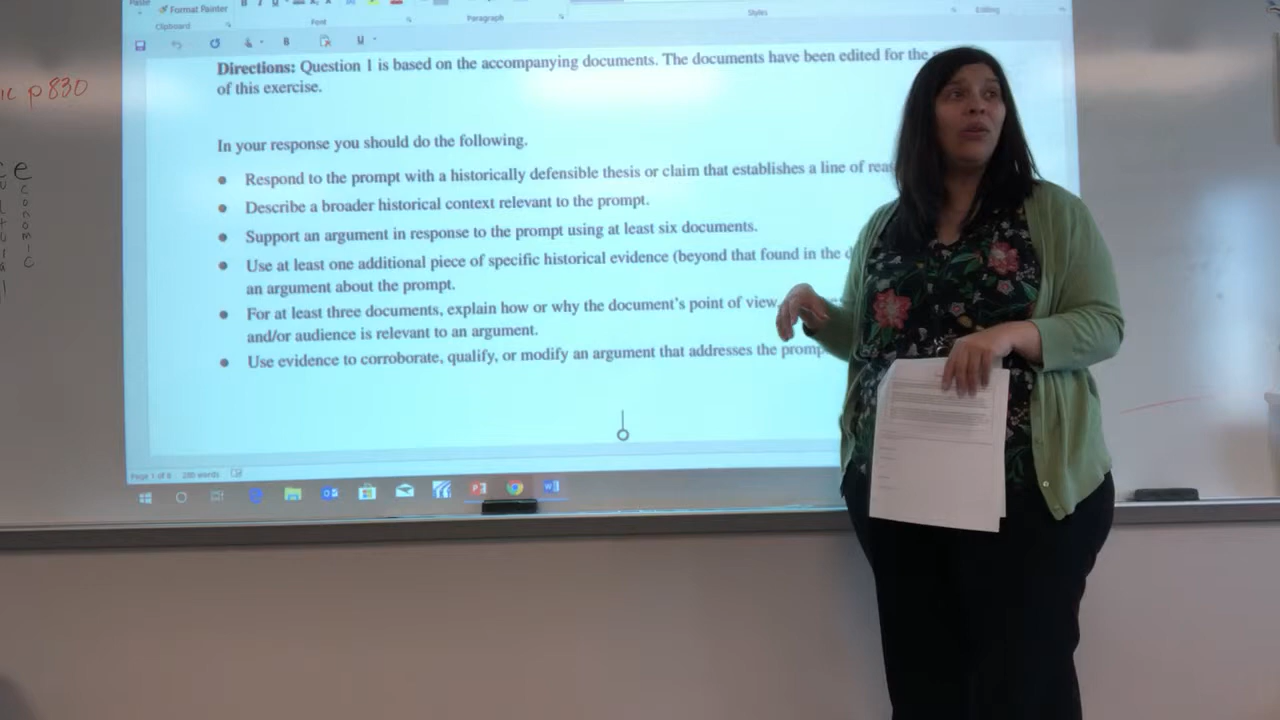 Paste
Format Painter
Clipboard
Font
Paragraph
Styles
Editing
p830
e
Economic
Directions: Question 1 is based on the accompanying documents. The documents have been edited for the
of this exercise.
In your response you should do the following.
● Respond to the prompt with a historically defensible thesis or claim that establishes a line of
● Describe a broader historical context relevant to the prompt.
● Support an argument in response to the prompt using at least six documents.
● Use at least one additional piece of specific historical evidence (beyond that found in the
an argument about the prompt.
● For at least three documents, explain how or why the document's point of view,
and/or audience is relevant to an argument.
● Use evidence to corroborate, qualify, or modify an argument that addresses the
Page 1 of 8 280 words